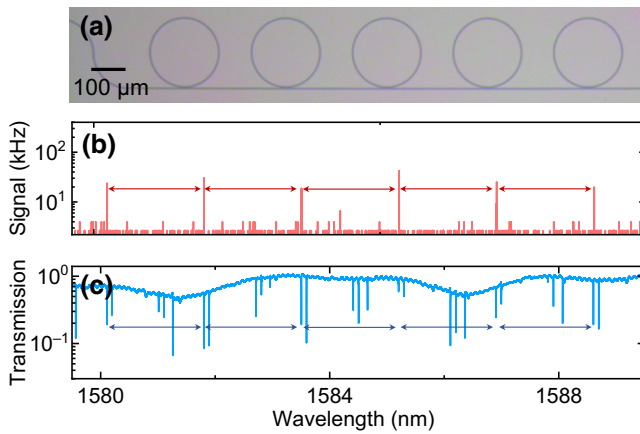 (a)
100 µm
(b)
Signal (kHz)
10²
10¹
(c)
Transmission
10⁰
10⁻¹
1580 1584 1588
Wavelength (nm)